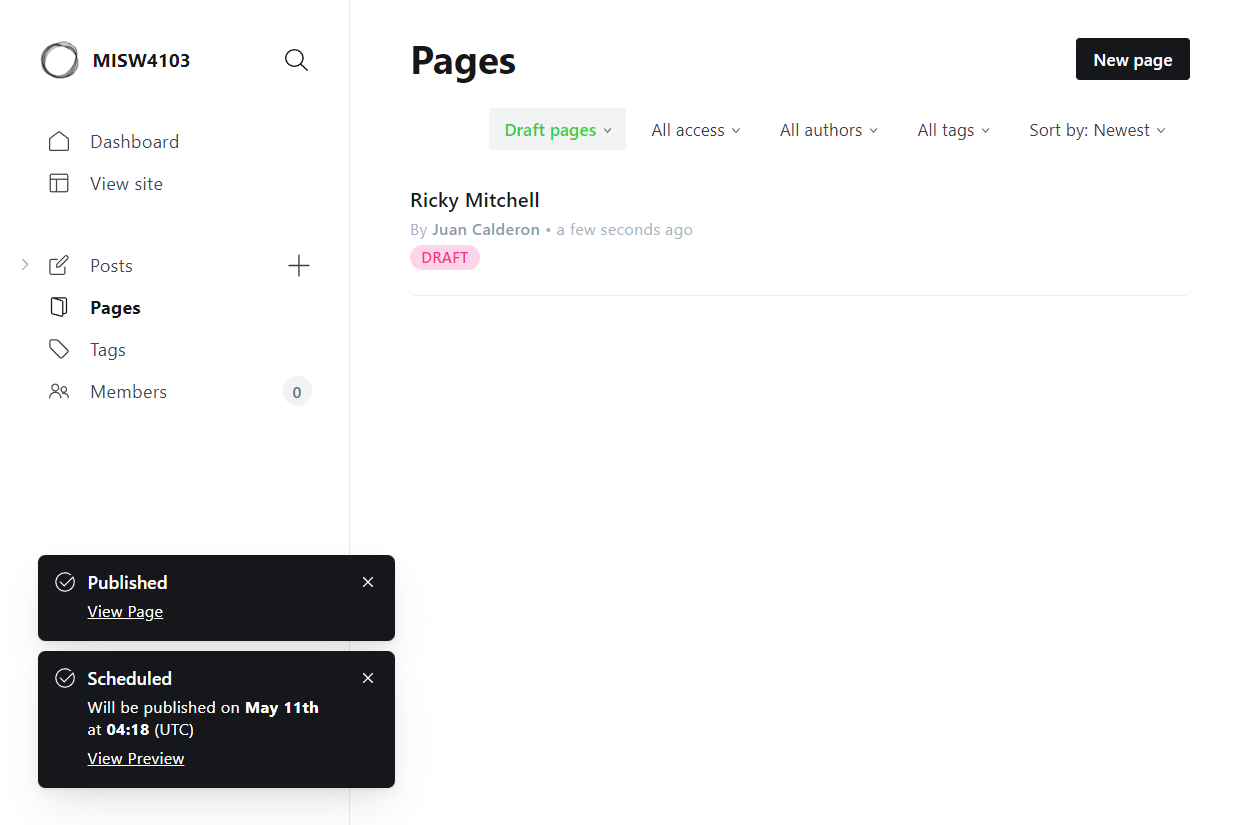 MISW4103
Dashboard
View site
Posts
Pages
Tags
Members 0
Pages
New page
Draft pages All access All authors All tags Sort by: Newest
Ricky Mitchell
By Juan Calderon • a few seconds ago
DRAFT
Published
View Page
Scheduled
Will be published on May 11th
at 04:18 (UTC)
View Preview